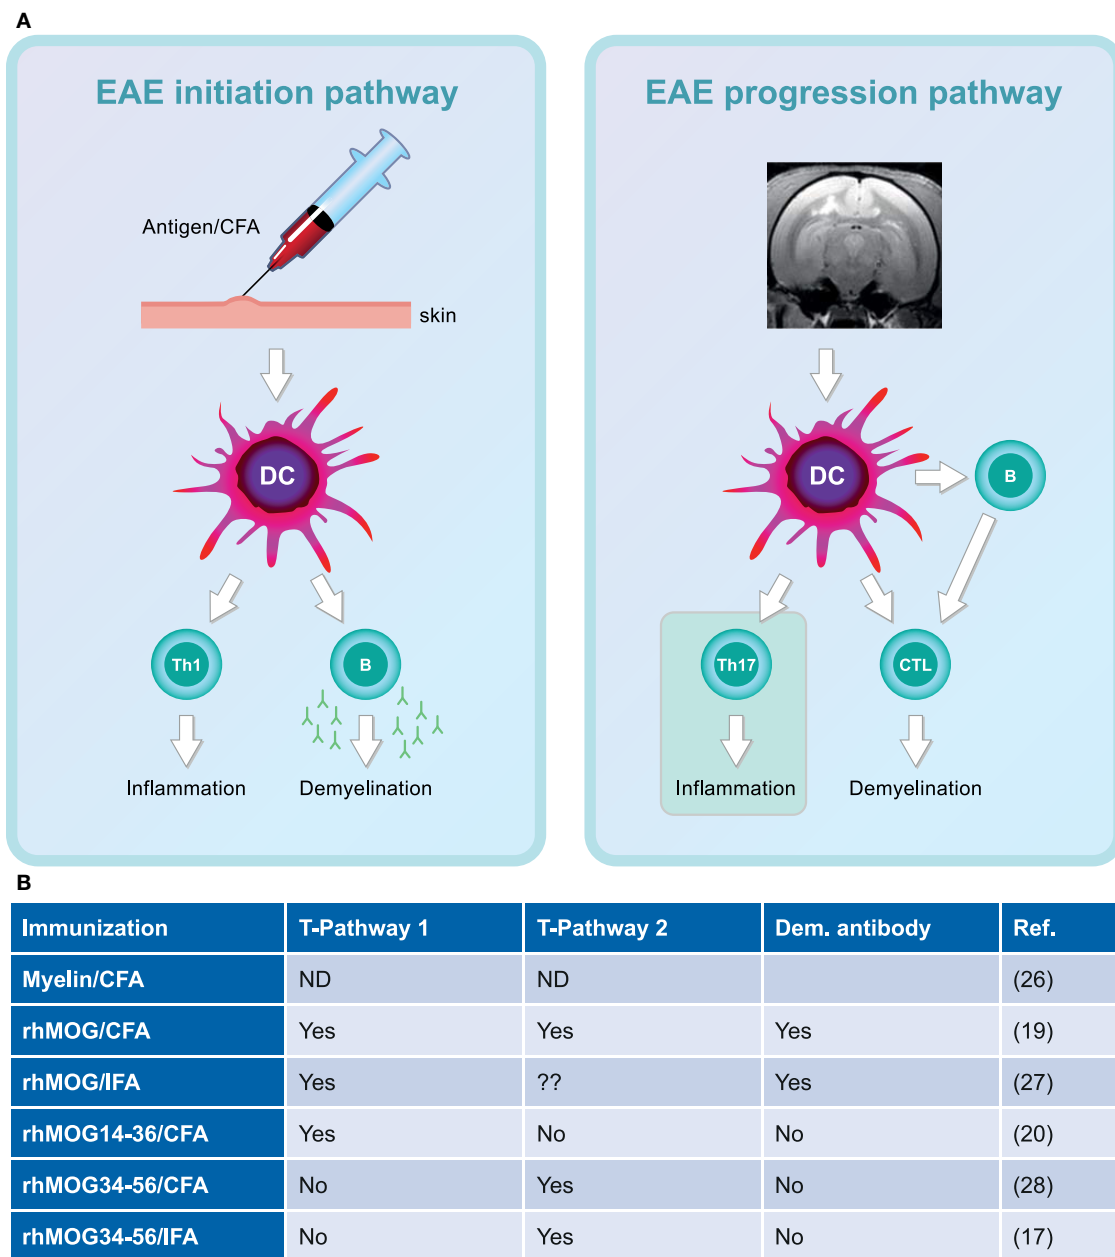 A
EAE initiation pathway
Antigen/CFA
skin
DC
Th1
B
Inflammation
Demyelination
EAE progression pathway
DC
B
Th17
CTL
Inflammation
Demyelination
B
Immunization T-Pathway 1 T-Pathway 2 Dem. antibody Ref.
Myelin/CFA ND ND (26)
rhMOG/CFA Yes Yes Yes (19)
rhMOG/IFA Yes ?? Yes (27)
rhMOG14-36/CFA Yes No No (20)
rhMOG34-56/CFA No Yes No (28)
rhMOG34-56/IFA No Yes No (17)